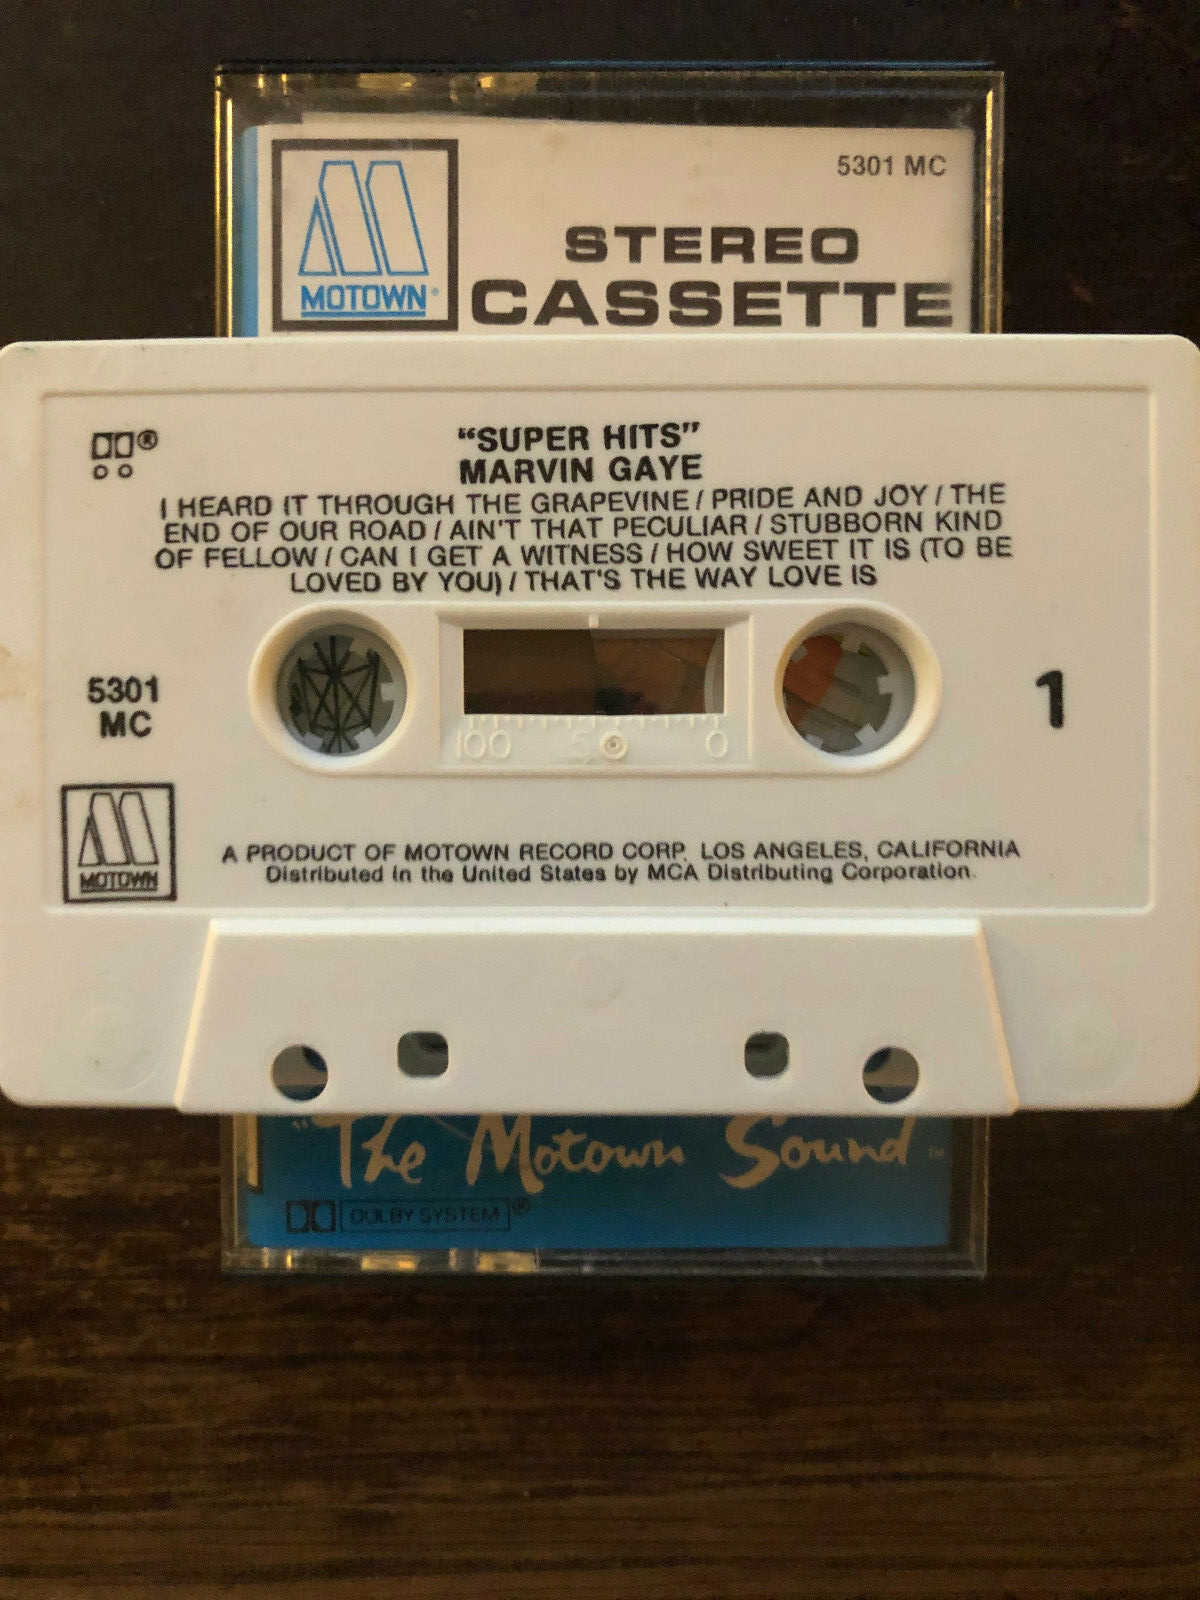 5301 MC
STEREO
CASSETTE
MOTOWN®
®
"SUPER HITS"
MARVIN GAYE
I HEARD IT THROUGH THE GRAPEVINE / PRIDE AND JOY / THE
END OF OUR ROAD / AIN'T THAT PECULIAR / STUBBORN KIND
OF FELLOW / CAN I GET A WITNESS / HOW SWEET IT IS (TO BE
LOVED BY YOU) / THAT'S THE WAY LOVE IS
5301
MC
1
100 5 0
MOTOWN
A PRODUCT OF MOTOWN RECORD CORP. LOS ANGELES, CALIFORNIA
Distributed in the United States by MCA Distributing Corporation.
"The Motown Sound ™
DOLBY SYSTEM ®